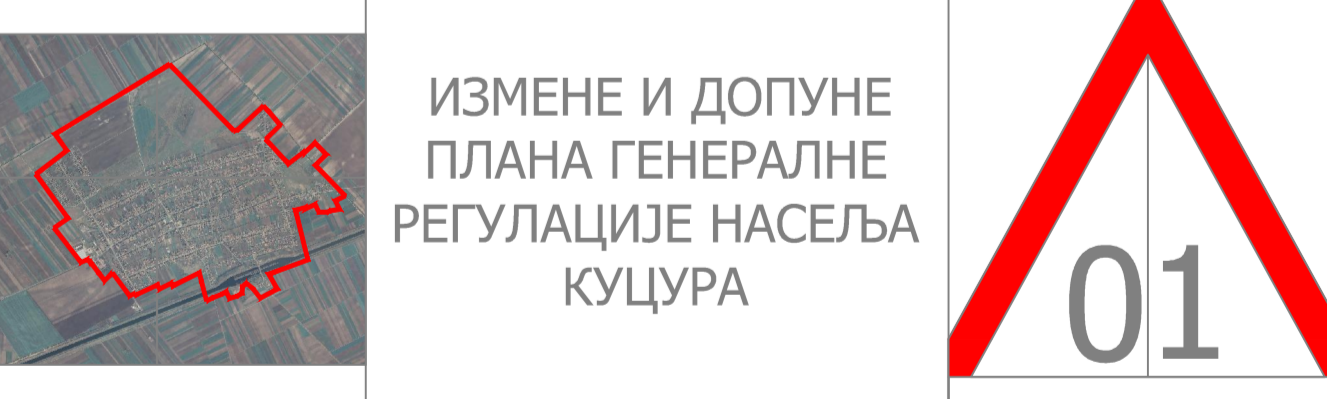 ИЗМЕНЕ И ДОПУНЕ
ПЛАНА ГЕНЕРАЛНЕ
РЕГУЛАЦИЈЕ НАСЕЉА
КУЦУРА
01